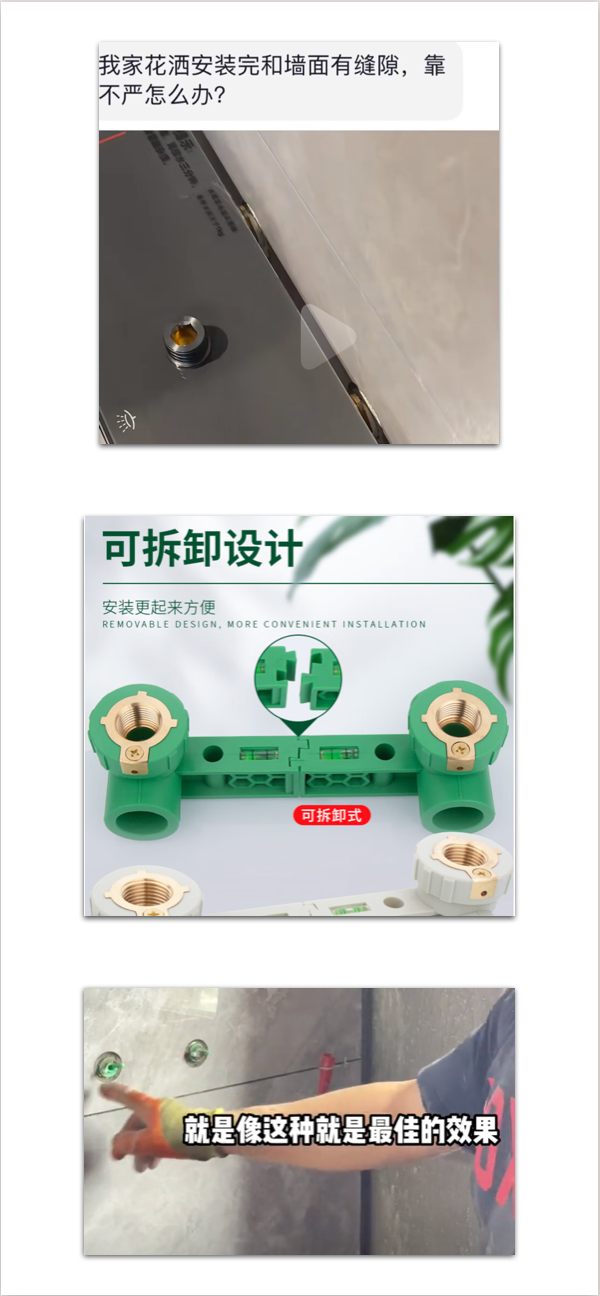 我家花洒安装完和墙面有缝隙，靠
不严怎么办？
可拆卸设计
安装更起来方便
REMOVABLE DESIGN, MORE CONVENIENT INSTALLATION
可拆卸式
就是像这种就是最佳的效果